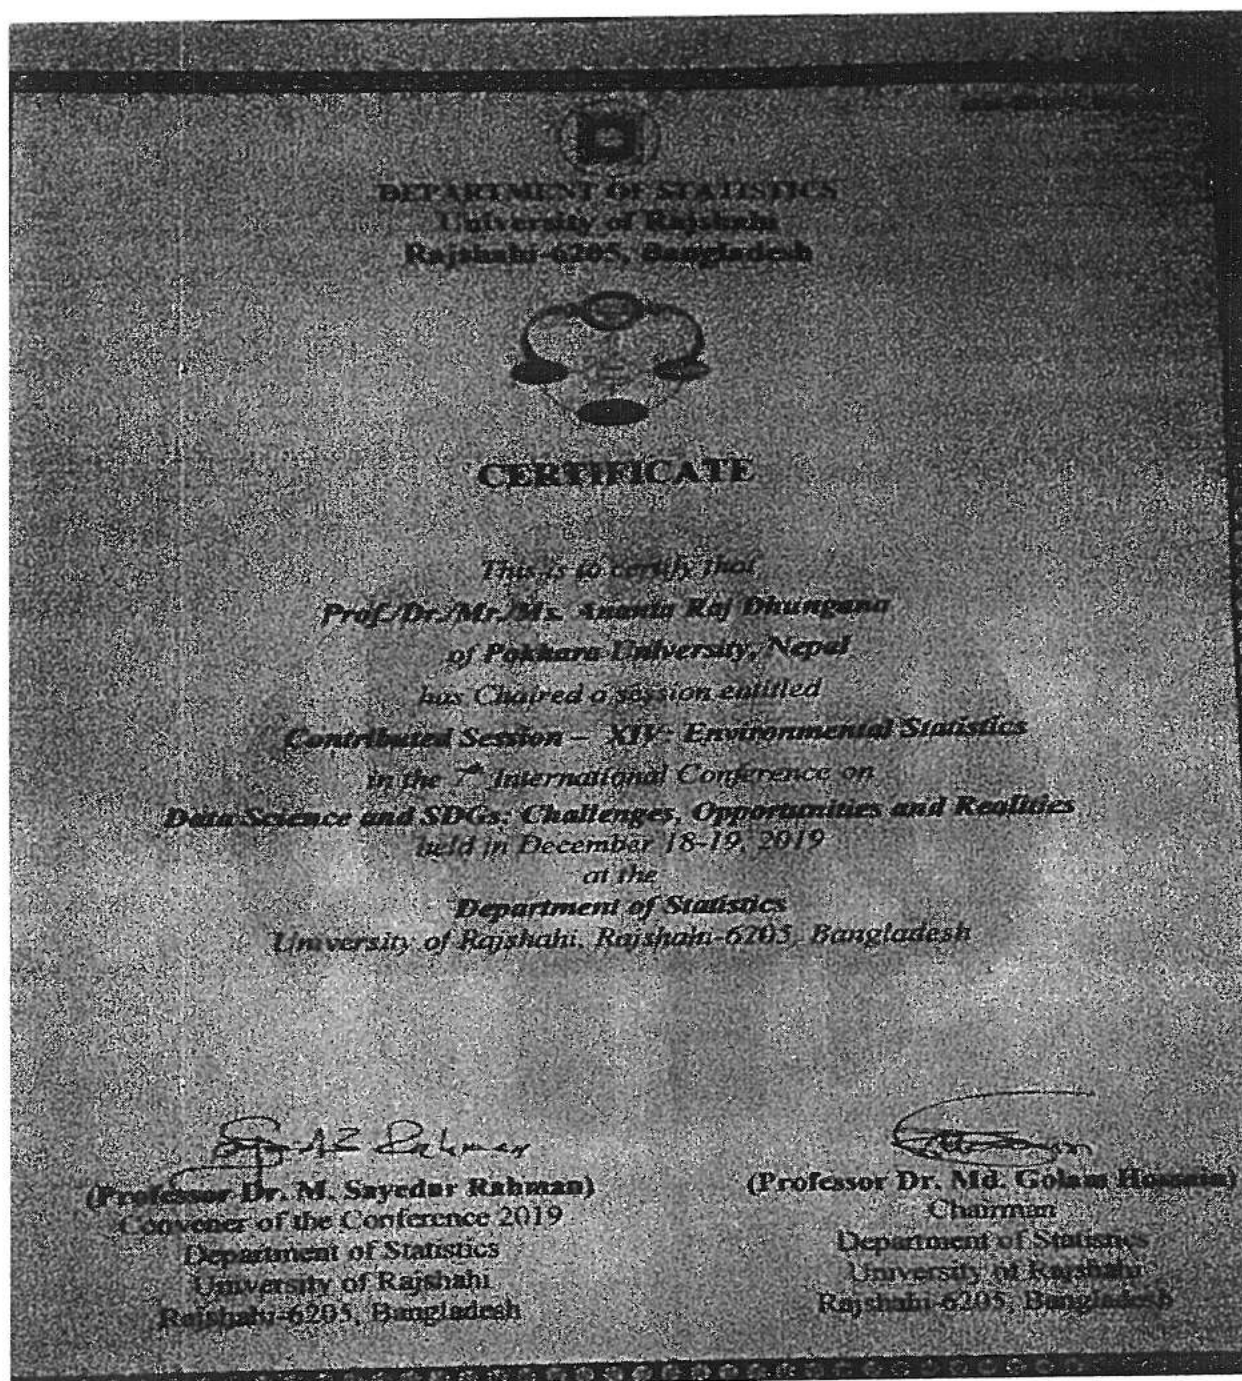 DEPARTMENT OF STATISTICS
University of Rajshahi
Rajshahi-6205, Bangladesh
CERTIFICATE
This is to certify that
Prof./Dr./Mr./Ms. Ananta Raj Dhungana
of Pokhara University, Nepal
has Chaired a session entitled
Contributed Session – XIV: Environmental Statistics
in the 7th International Conference on
Data Science and SDGs: Challenges, Opportunities and Realities
held in December 18-19, 2019
at the
Department of Statistics
University of Rajshahi, Rajshahi-6205, Bangladesh
(Professor Dr. M. Sayedur Rahman)
Convener of the Conference 2019
Department of Statistics
University of Rajshahi
Rajshahi-6205, Bangladesh
(Professor Dr. Md. Golam Hossain)
Chairman
Department of Statistics
University of Rajshahi
Rajshahi-6205, Bangladesh